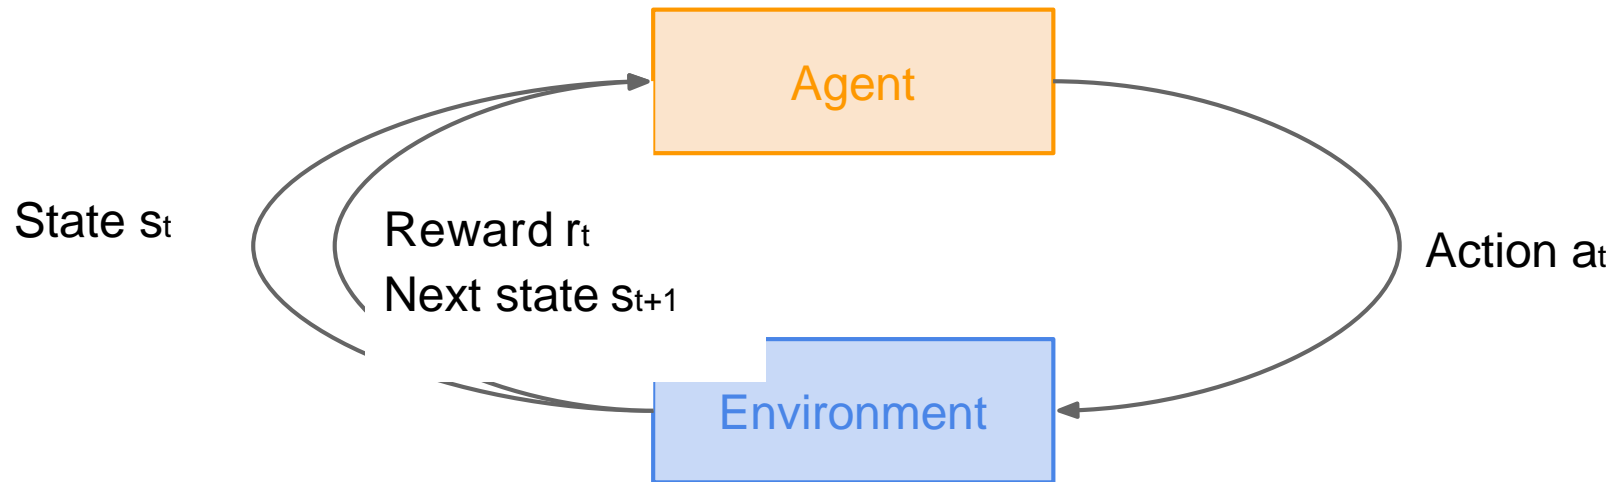 Agent
State st
Reward rt
Next state st+1
Action at
Environment